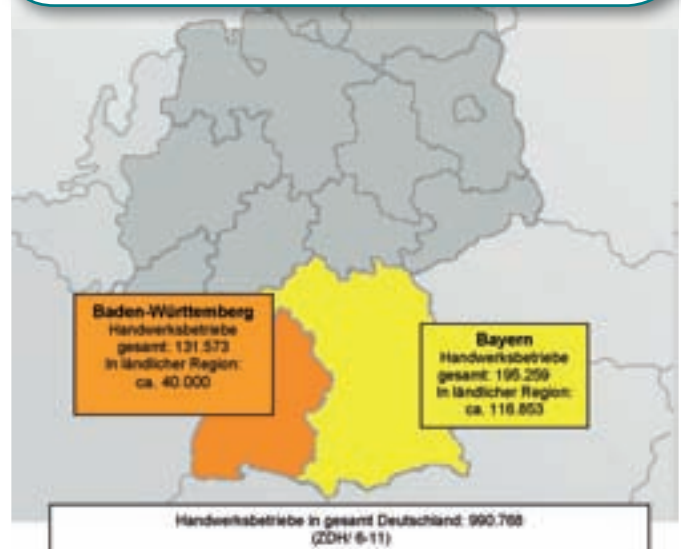 Baden-Württemberg
Handwerksbetriebe
gesamt: 131.573
In ländlicher Region:
ca. 40.000
Bayern
Handwerksbetriebe
gesamt: 195.259
In ländlicher Region:
ca. 116.853
Handwerksbetriebe in gesamt Deutschland: 990.768
(ZDH/ 6-11)